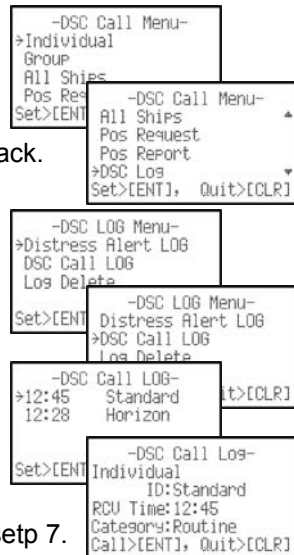 -DSC Call Menu-
→Individual
Group
All Ships
Pos Req
Set>[ENT
-DSC Call Menu-
All Ships
Pos Request
Pos Report
→DSC Log
Set>[ENT], Quit>[CLR]
ack.
-DSC LOG Menu-
→Distress Alert LOG
DSC Call LOG
Log Delete
Set>[ENT
-DSC LOG Menu-
Distress Alert LOG
→DSC Call LOG
Log Delete
it>[CLR]
-DSC Call LOG-
→12:45 Standard
12:28 Horizon
Set>[ENT
-DSC Call Log-
Individual
ID:Standard
RCV Time:12:45
Category:Routine
Call>[ENT], Quit>[CLR]
setp 7.